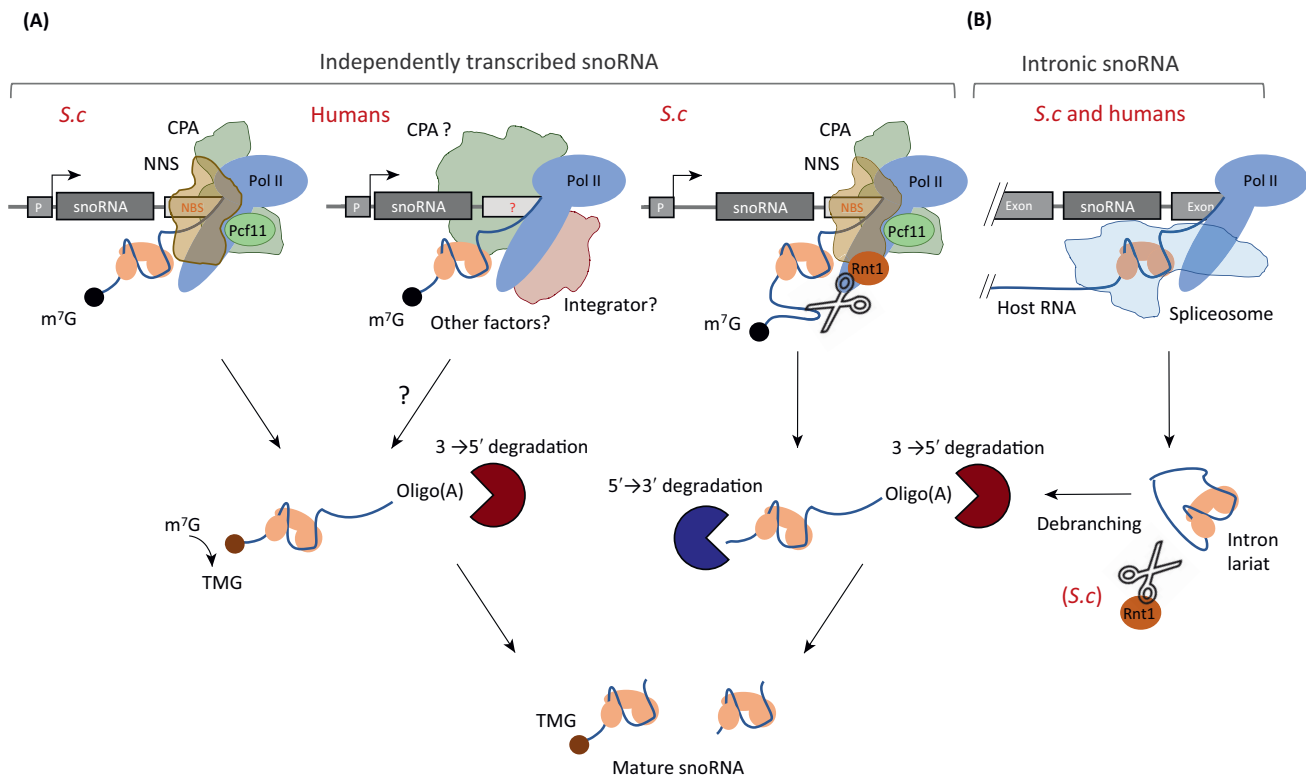 (A)
(B)
Independently transcribed snoRNA
Intronic snoRNA
S.c
Humans
S.c
S.c and humans
CPA
NNS
Pol II
P
snoRNA
NBS
Pcf11
m⁷G
CPA ?
Pol II
P
snoRNA
?
m⁷G
Other factors?
Integrator?
CPA
NNS
Pol II
P
snoRNA
NBS
Pcf11
Rnt1
m⁷G
Pol II
Exon
snoRNA
Exon
Host RNA
Spliceosome
?
3 →5′ degradation
Oligo(A)
m⁷G
TMG
5′→3′ degradation
3 →5′ degradation
Oligo(A)
Debranching
Intron
lariat
(S.c)
Rnt1
TMG
Mature snoRNA